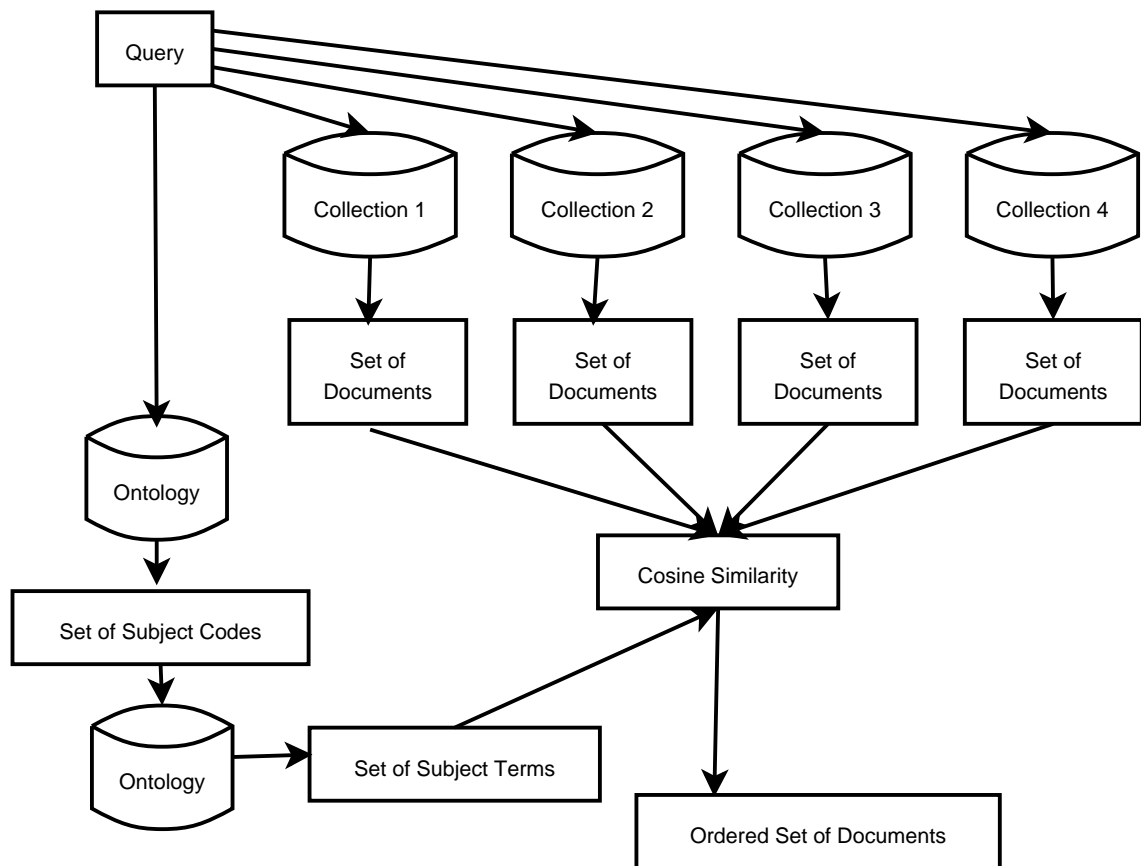 Query
Collection 1
Collection 2
Collection 3
Collection 4
Set of
Documents
Set of
Documents
Set of
Documents
Set of
Documents
Ontology
Cosine Similarity
Set of Subject Codes
Ontology
Set of Subject Terms
Ordered Set of Documents